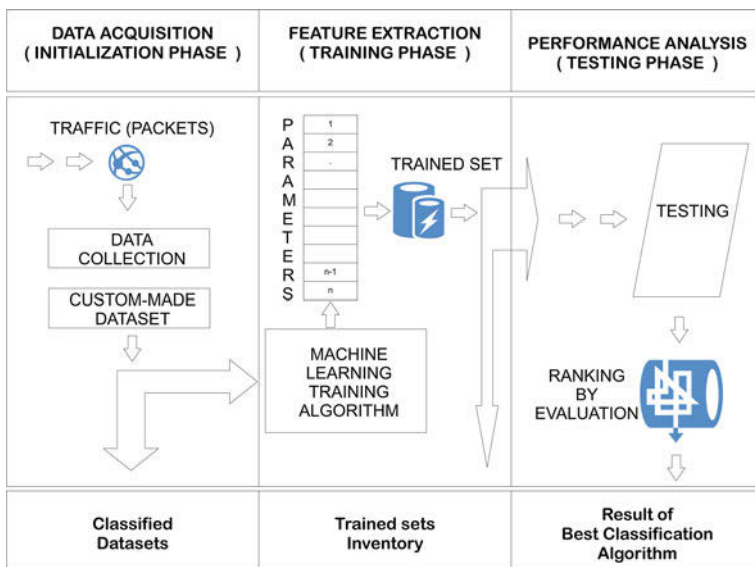 DATA ACQUISITION
( INITIALIZATION PHASE )
FEATURE EXTRACTION
( TRAINING PHASE )
PERFORMANCE ANALYSIS
( TESTING PHASE )
TRAFFIC (PACKETS)
DATA
COLLECTION
CUSTOM-MADE
DATASET
PARAMETERS
1
2
.
n-1
n
TRAINED SET
MACHINE
LEARNING
TRAINING
ALGORITHM
TESTING
RANKING
BY
EVALUATION
Classified
Datasets
Trained sets
Inventory
Result of
Best Classification
Algorithm